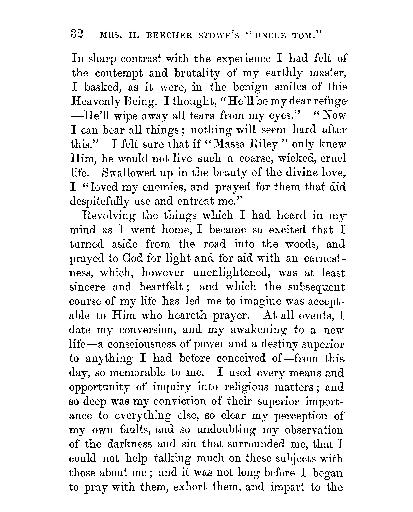 32 MRS. H. BEECHER STOWE'S "UNCLE TOM."
In sharp contrast with the experience I had felt of
the contempt and brutality of my earthly master,
I basked, as it were, in the benign smiles of this
Heavenly Being. I thought, "He'll be my dear refuge
—He'll wipe away all tears from my eyes." "Now
I can bear all things; nothing will seem hard after
this." I felt sure that if "Massa Riley" only knew
Him, he would not live such a coarse, wicked, cruel
life. Swallowed up in the beauty of the divine love,
I "loved my enemies, and prayed for them that did
despitefully use and entreat me."
Revolving the things which I had heard in my
mind as I went home, I became so excited that I
turned aside from the road into the woods, and
prayed to God for light and for aid with an earnest-
ness, which, however unenlightened, was at least
sincere and heartfelt; and which the subsequent
course of my life has led me to imagine was accept-
able to Him who heareth prayer. At all events, I
date my conversion, and my awakening to a new
life—a consciousness of power and a destiny superior
to anything I had before conceived of—from this
day, so memorable to me. I used every means and
opportunity of inquiry into religious matters; and
so deep was my conviction of their superior import-
ance to everything else, so clear my perception of
my own faults, and so undoubting my observation
of the darkness and sin that surrounded me, that I
could not help talking much on these subjects with
those about me; and it was not long before I began
to pray with them, exhort them, and impart to the